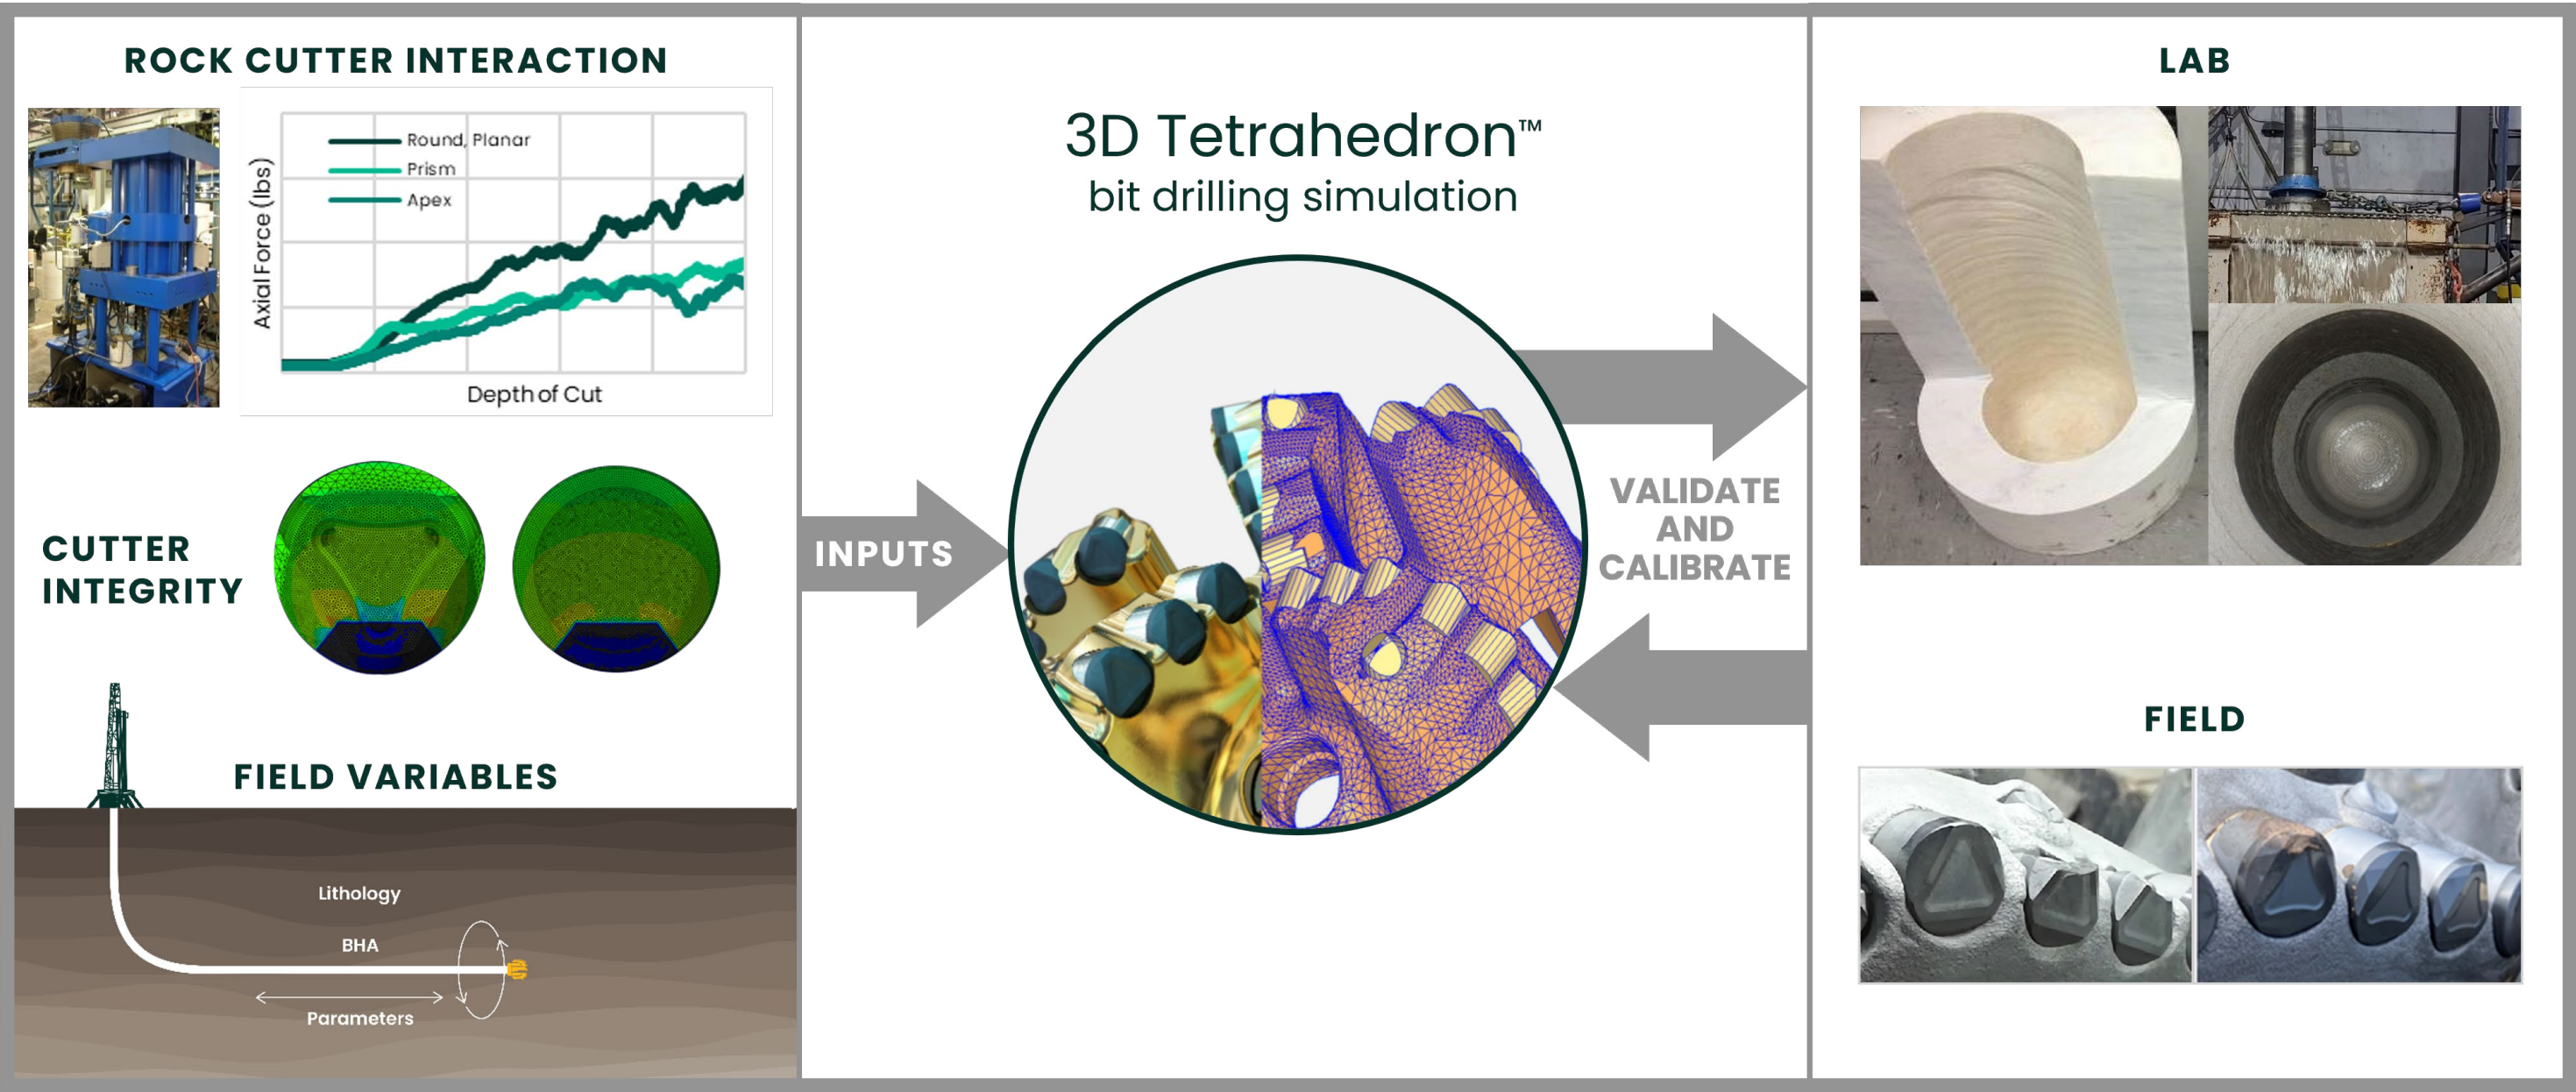 ROCK CUTTER INTERACTION
Round, Planar
Prism
Apex
Axial Force (lbs)
Depth of Cut
CUTTER
INTEGRITY
FIELD VARIABLES
Lithology
BHA
Parameters
INPUTS
3D Tetrahedron™
bit drilling simulation
VALIDATE
AND
CALIBRATE
LAB
FIELD